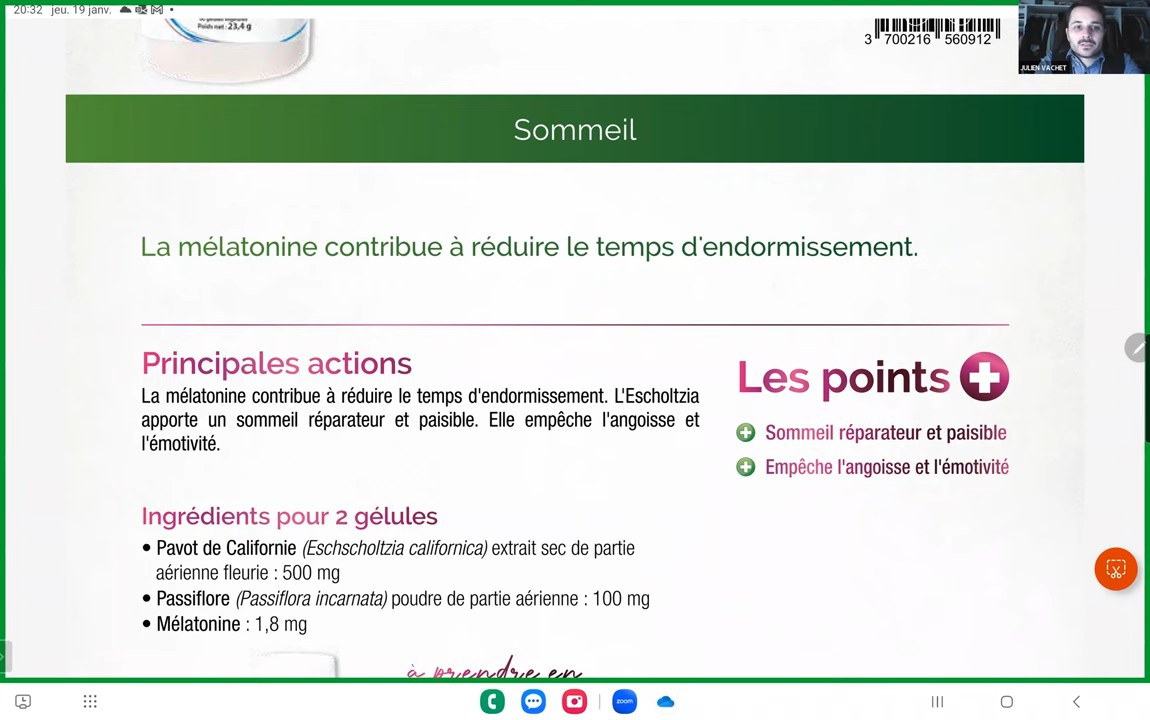 20:32 jeu. 19 janv.
Poids net : 23,4 g
3 700216 560912
JULIEN VACHET
Sommeil
La mélatonine contribue à réduire le temps d'endormissement.
Principales actions
La mélatonine contribue à réduire le temps d'endormissement. L'Escholtzia
apporte un sommeil réparateur et paisible. Elle empêche l'angoisse et
l'émotivité.
Les points
Sommeil réparateur et paisible
Empêche l'angoisse et l'émotivité
Ingrédients pour 2 gélules
• Pavot de Californie (Eschscholtzia californica) extrait sec de partie
aérienne fleurie : 500 mg
• Passiflore (Passiflora incarnata) poudre de partie aérienne : 100 mg
• Mélatonine : 1,8 mg
à prendre en
zoom